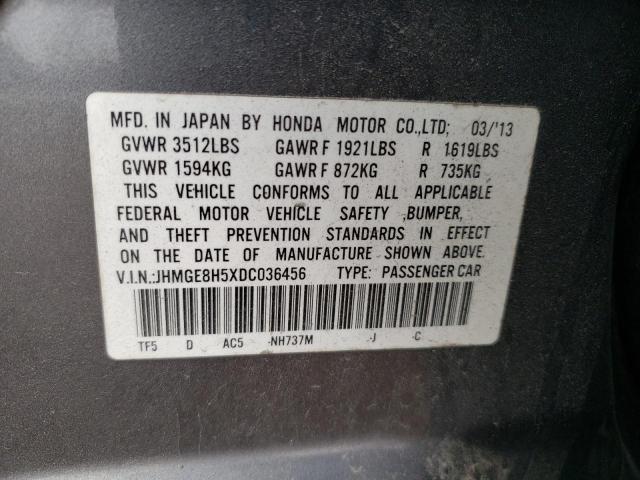 MFD. IN JAPAN BY HONDA MOTOR CO.,LTD; 03/'13
GVWR 3512LBS GAWR F 1921LBS R 1619LBS
GVWR 1594KG GAWR F 872KG R 735KG
THIS VEHICLE CONFORMS TO ALL APPLICABLE
FEDERAL MOTOR VEHICLE SAFETY ,BUMPER,
AND THEFT PREVENTION STANDARDS IN EFFECT
ON THE DATE OF MANUFACTURE SHOWN ABOVE.
V.I.N.:JHMGE8H5XDC036456 TYPE: PASSENGER CAR
TF5 D AC5 -NH737M -J -C